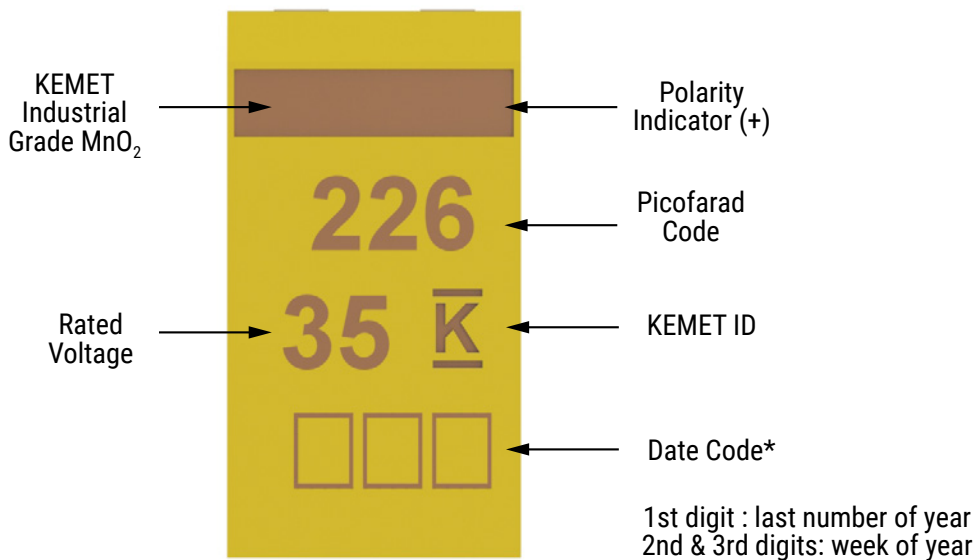 KEMET
Industrial
Grade MnO₂
Polarity
Indicator (+)
226
Picofarad
Code
Rated
Voltage
35 K
KEMET ID
Date Code*
1st digit : last number of year
2nd & 3rd digits: week of year